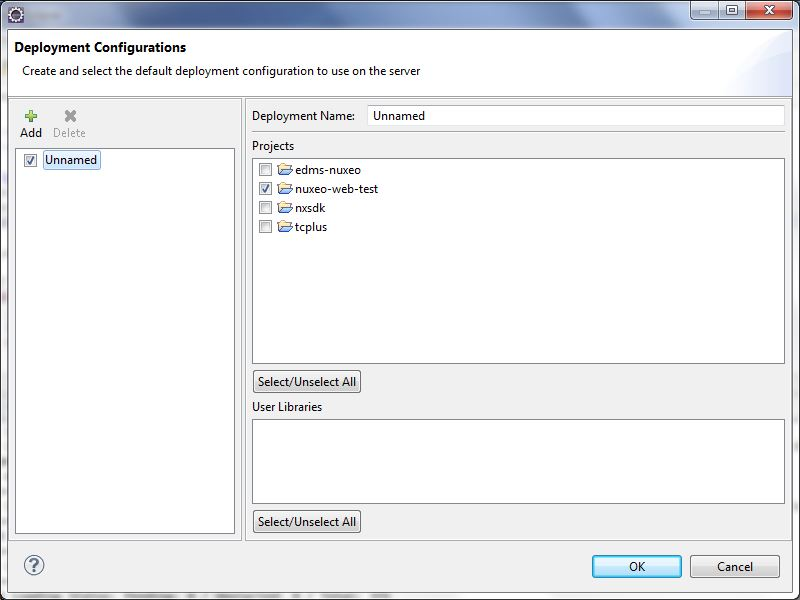 Deployment Configurations
Create and select the default deployment configuration to use on the server
Add
Delete
Unnamed
Deployment Name:
Unnamed
Projects
edms-nuxeo
nuxeo-web-test
nxsdk
tcplus
Select/Unselect All
User Libraries
Select/Unselect All
OK
Cancel